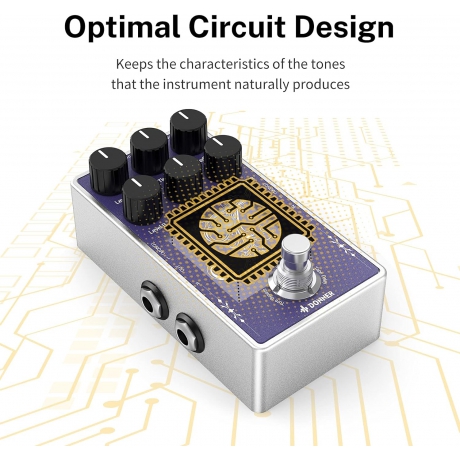 Optimal Circuit Design
Keeps the characteristics of the tones
that the instrument naturally produces
DONNER